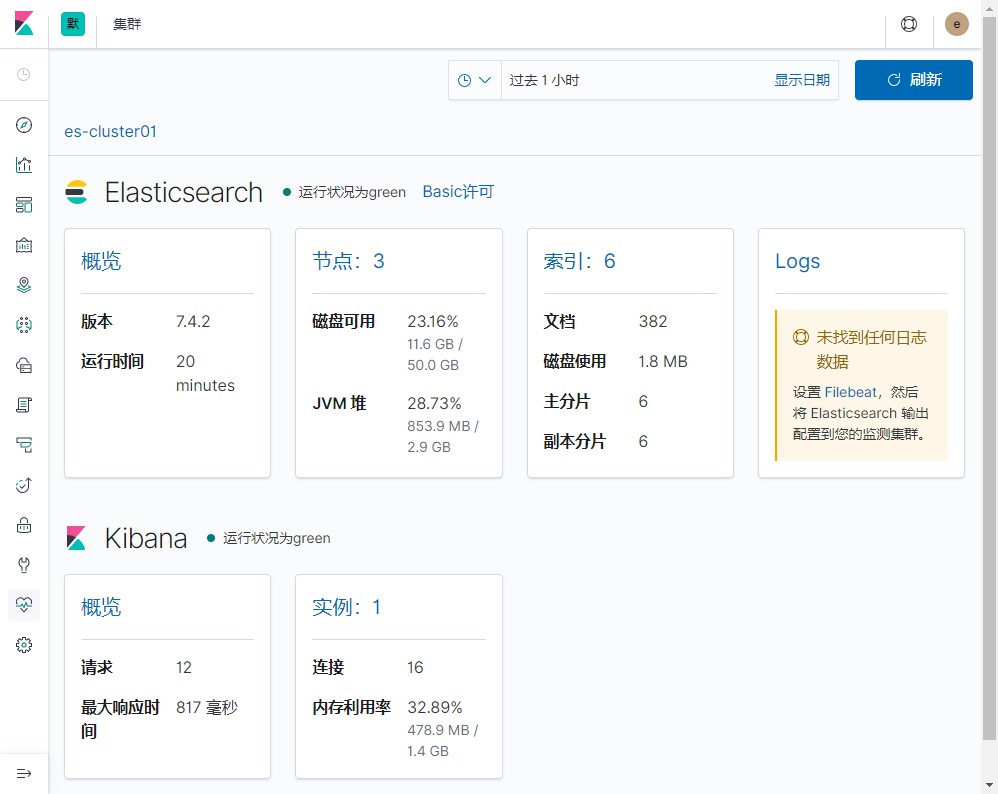 默
集群
e
过去 1 小时
显示日期
刷新
es-cluster01
Elasticsearch
运行状况为green
Basic许可
概览
版本 7.4.2
运行时间 20
minutes
节点：3
磁盘可用 23.16%
11.6 GB /
50.0 GB
JVM 堆 28.73%
853.9 MB /
2.9 GB
索引：6
文档 382
磁盘使用 1.8 MB
主分片 6
副本分片 6
Logs
未找到任何日志
数据
设置 Filebeat，然后
将 Elasticsearch 输出
配置到您的监测集群。
Kibana
运行状况为green
概览
请求 12
最大响应时 817 毫秒
间
实例：1
连接 16
内存利用率 32.89%
478.9 MB /
1.4 GB